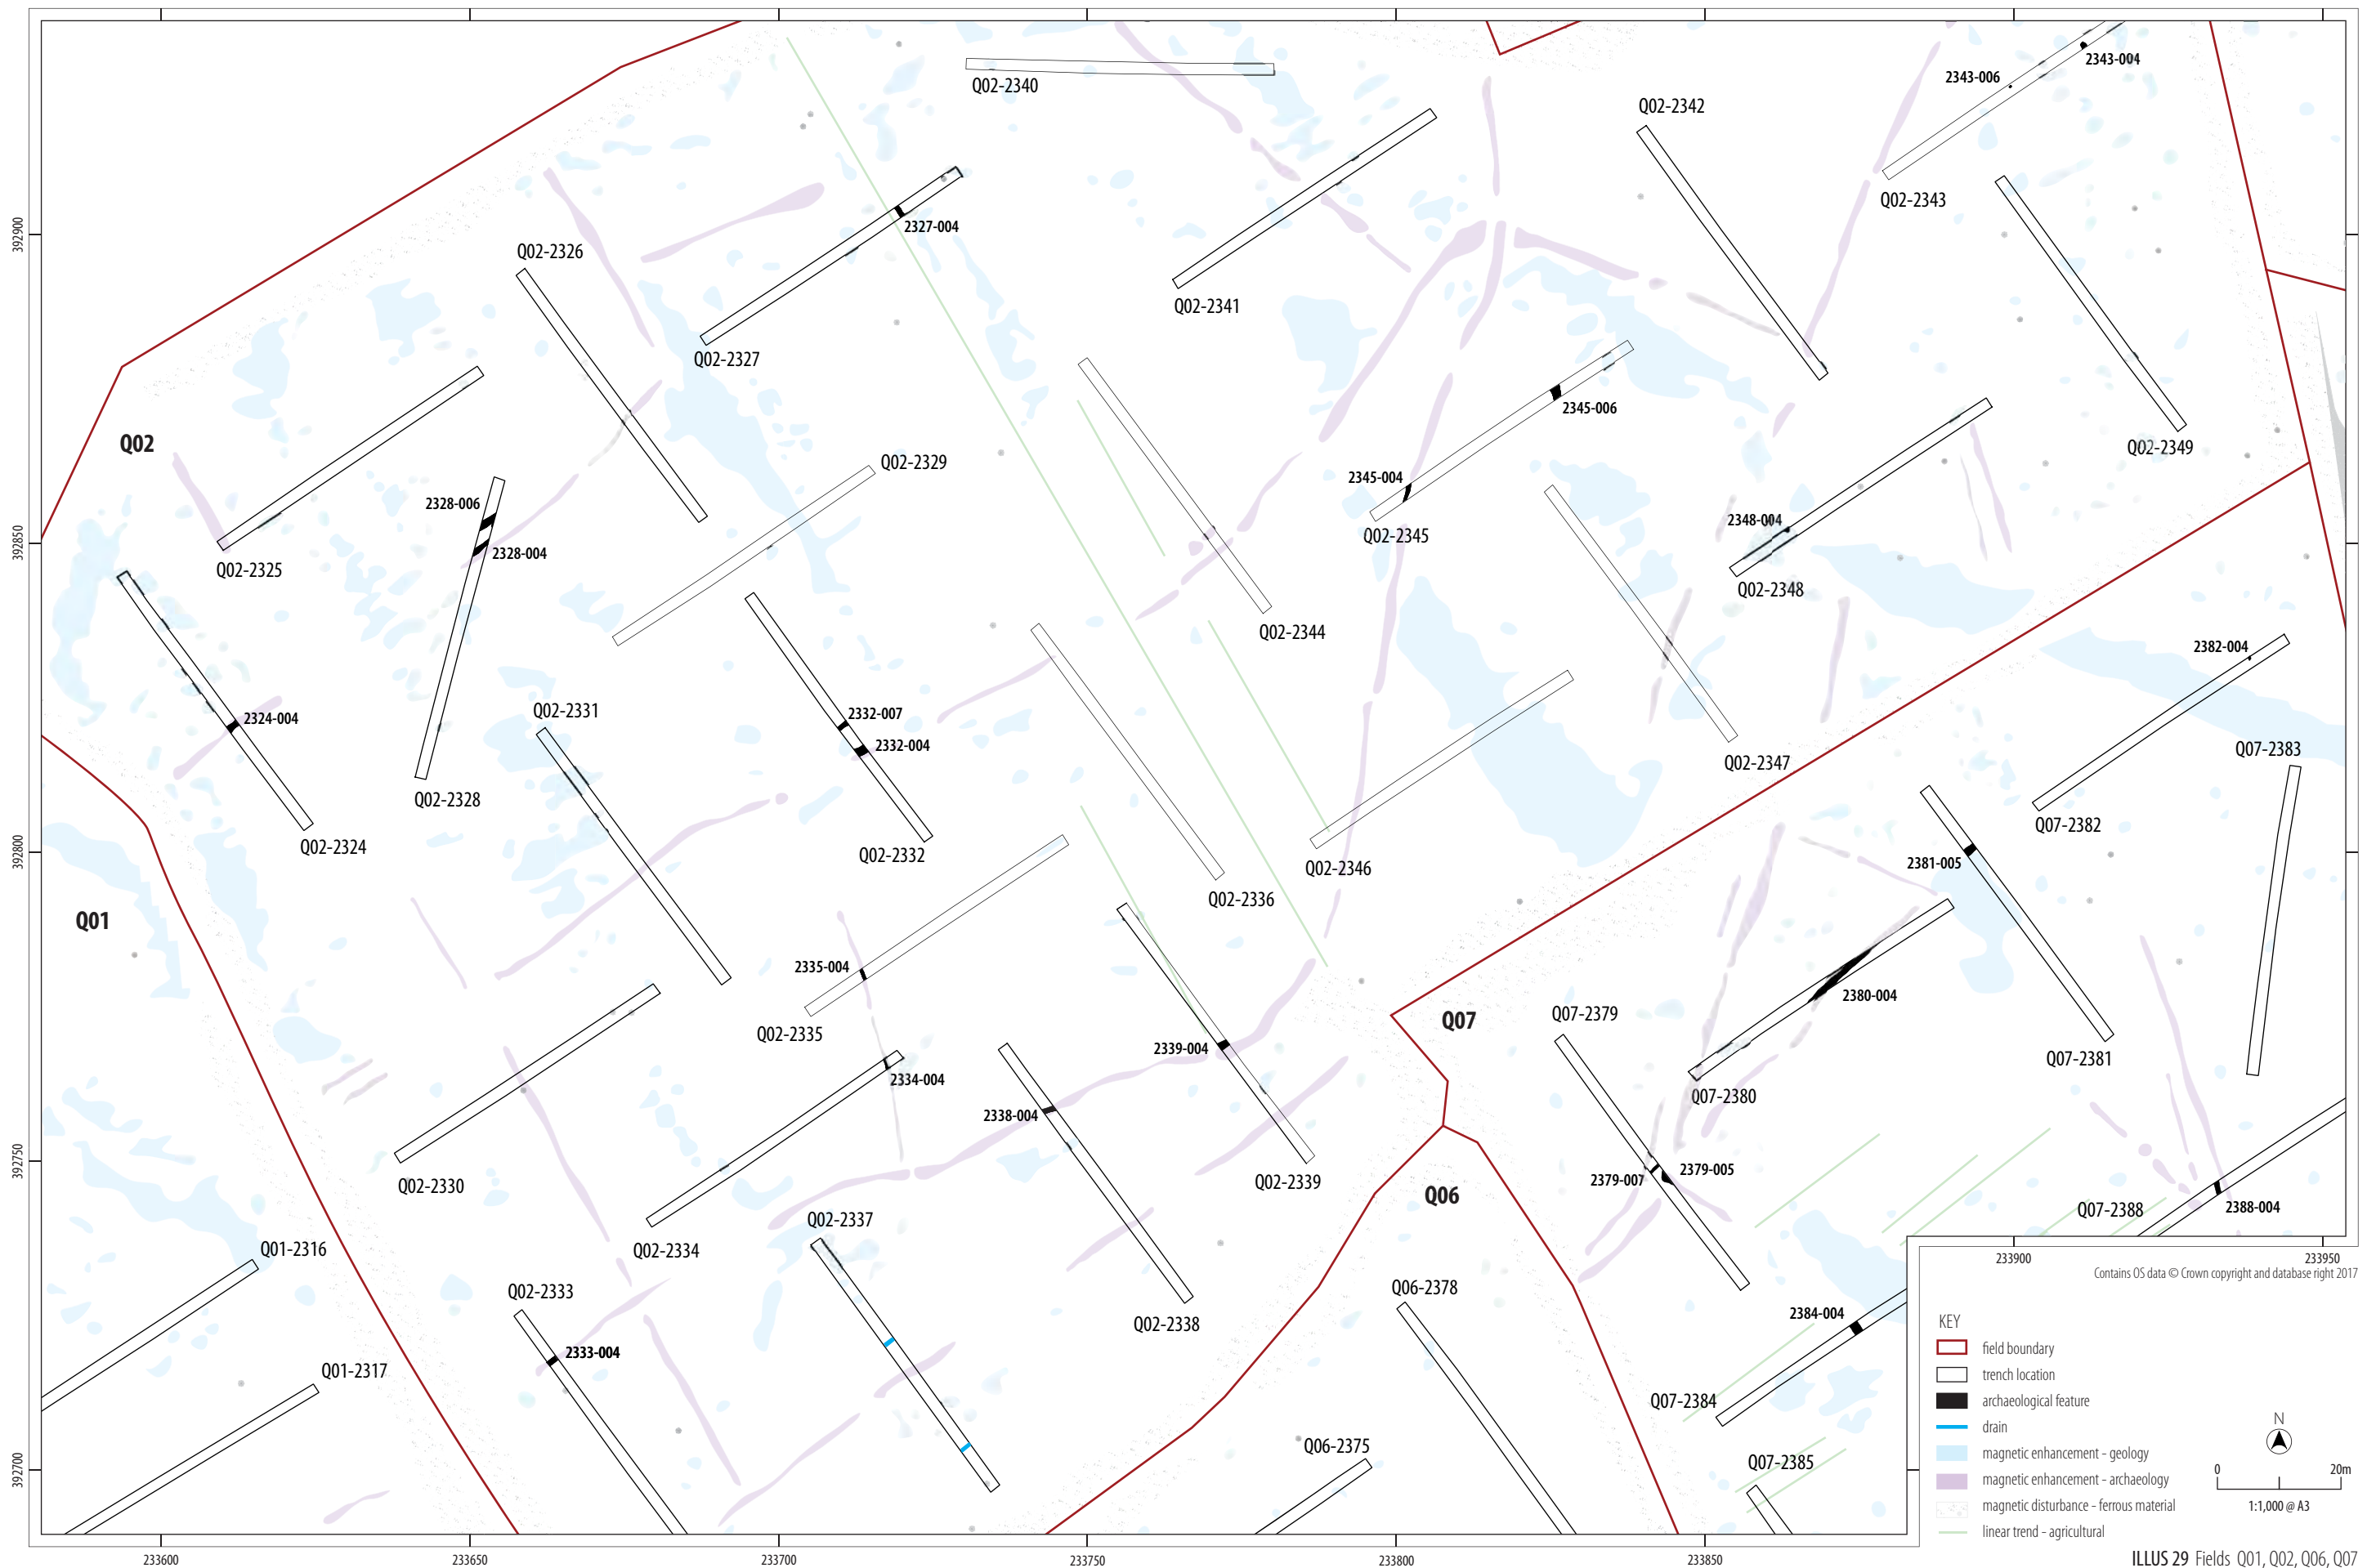 Q02-2340
2343-006
2343-004
Q02-2342
Q02-2343
2327-004
Q02-2326
Q02-2341
Q02-2327
392900
Q02
2345-006
Q02-2349
Q02-2329
2345-004
2328-006
2348-004
Q02-2345
2328-004
Q02-2325
392850
Q02-2348
Q02-2344
2382-004
Q02-2331
2332-007
2324-004
2332-004
Q07-2383
Q02-2347
Q02-2328
Q07-2382
Q02-2324
Q02-2332
392800
2381-005
Q02-2346
Q02-2336
Q01
2335-004
2380-004
Q07-2379
Q07
Q02-2335
2339-004
Q07-2381
2334-004
Q07-2380
2338-004
2379-005
2379-007
Q02-2339
Q02-2330
392750
Q06
2388-004
Q07-2388
Q02-2337
Q01-2316
Q02-2334
233900
233950
Contains OS data © Crown copyright and database right 2017
Q02-2333
Q06-2378
2384-004
Q02-2338
KEY
field boundary
2333-004
Q01-2317
trench location
Q07-2384
archaeological feature
N
drain
Q06-2375
magnetic enhancement - geology
Q07-2385
392700
0 20m
magnetic enhancement - archaeology
magnetic disturbance - ferrous material
1:1,000 @ A3
linear trend - agricultural
233600
233650
233700
233750
233800
233850
ILLUS 29 Fields Q01, Q02, Q06, Q07